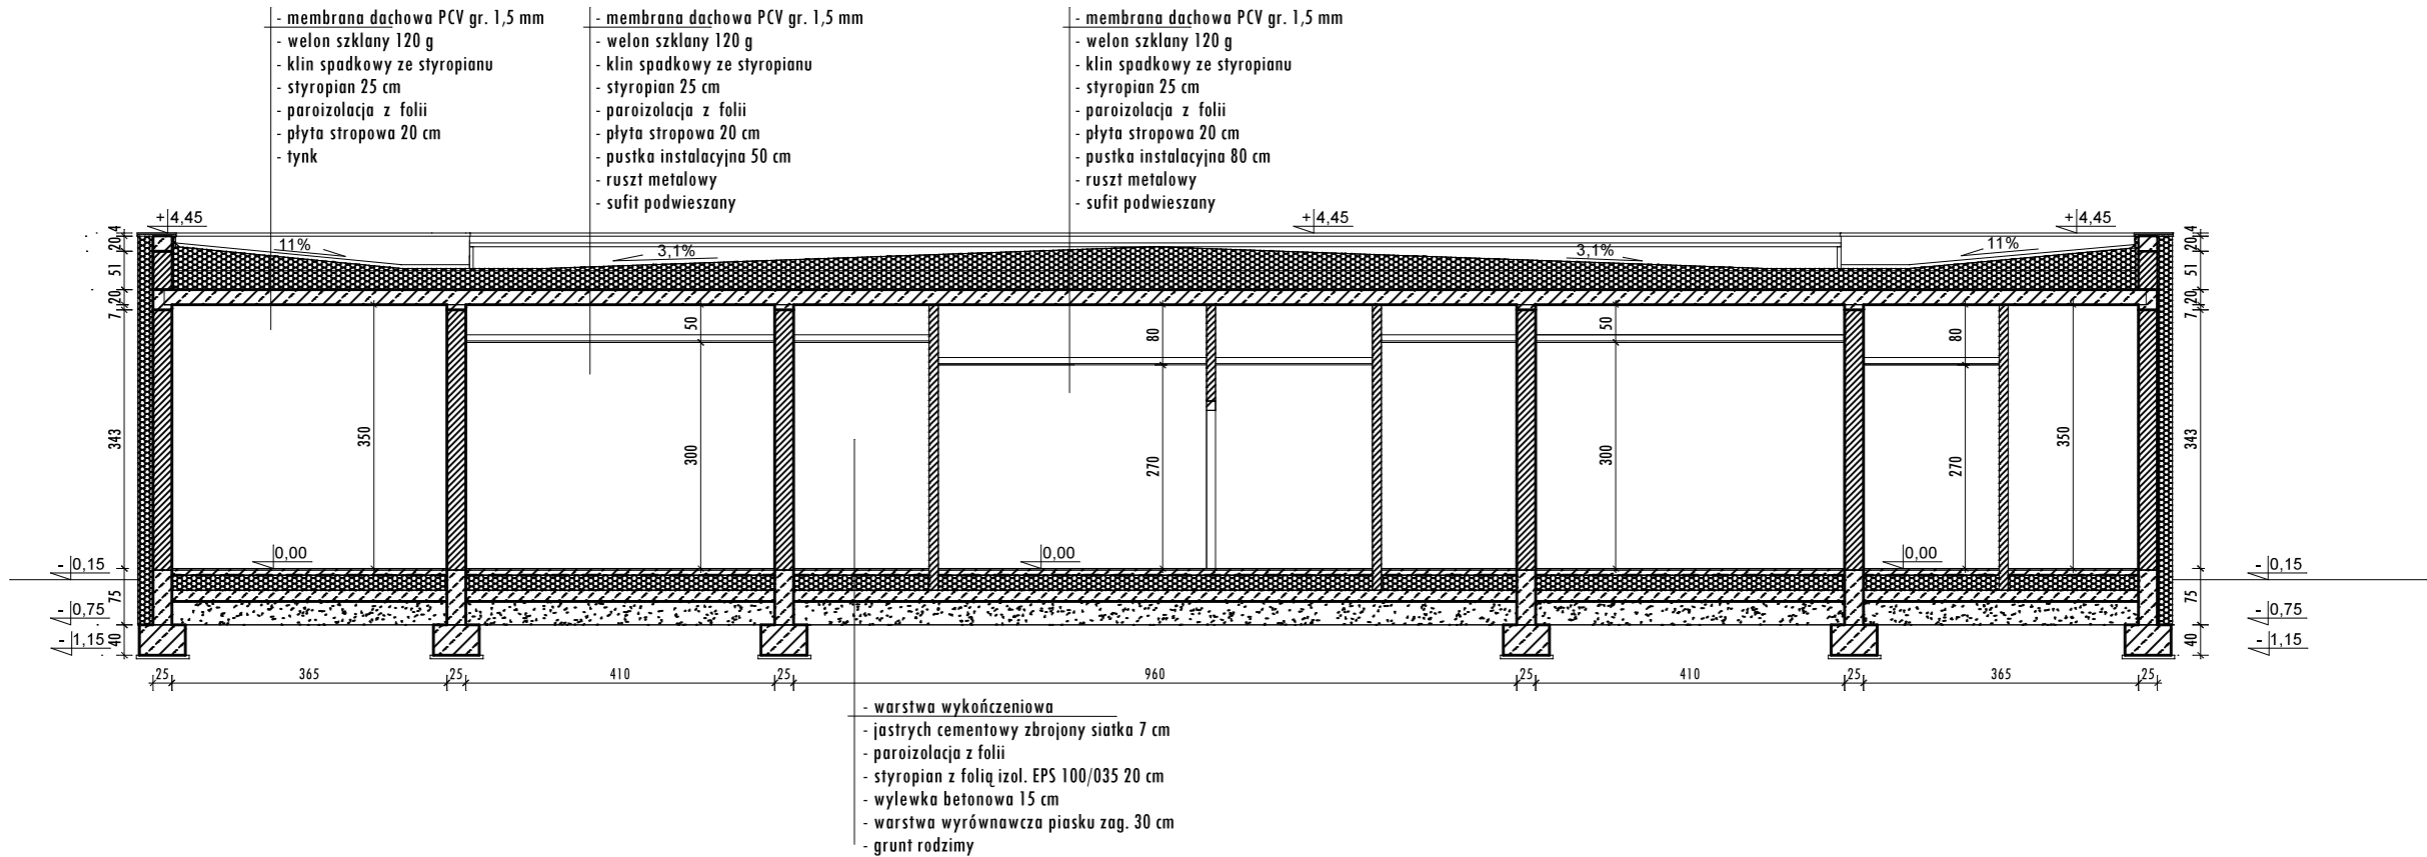 - membrana dachowa PCV gr. 1,5 mm
- welon szklany 120 g
- klin spadkowy ze styropianu
- styropian 25 cm
- paroizolacja z folii
- płyta stropowa 20 cm
- tynk
- membrana dachowa PCV gr. 1,5 mm
- welon szklany 120 g
- klin spadkowy ze styropianu
- styropian 25 cm
- paroizolacja z folii
- płyta stropowa 20 cm
- pustka instalacyjna 50 cm
- ruszt metalowy
- sufit podwieszany
- membrana dachowa PCV gr. 1,5 mm
- welon szklany 120 g
- klin spadkowy ze styropianu
- styropian 25 cm
- paroizolacja z folii
- płyta stropowa 20 cm
- pustka instalacyjna 80 cm
- ruszt metalowy
- sufit podwieszany
+4,45
+4,45
+4,45
11%
3,1%
3,1%
11%
4
20
51
20
7
343
75
40
4
20
51
20
7
343
75
40
350
50
300
80
270
50
300
80
270
350
0,00
0,00
0,00
- 0,15
- 0,75
- 1,15
- 0,15
- 0,75
- 1,15
25 365 25 410 25 960 25 410 25 365 25
- warstwa wykończeniowa
- jastrych cementowy zbrojony siatka 7 cm
- paroizolacja z folii
- styropian z folią izol. EPS 100/035 20 cm
- wylewka betonowa 15 cm
- warstwa wyrównawcza piasku zag. 30 cm
- grunt rodzimy